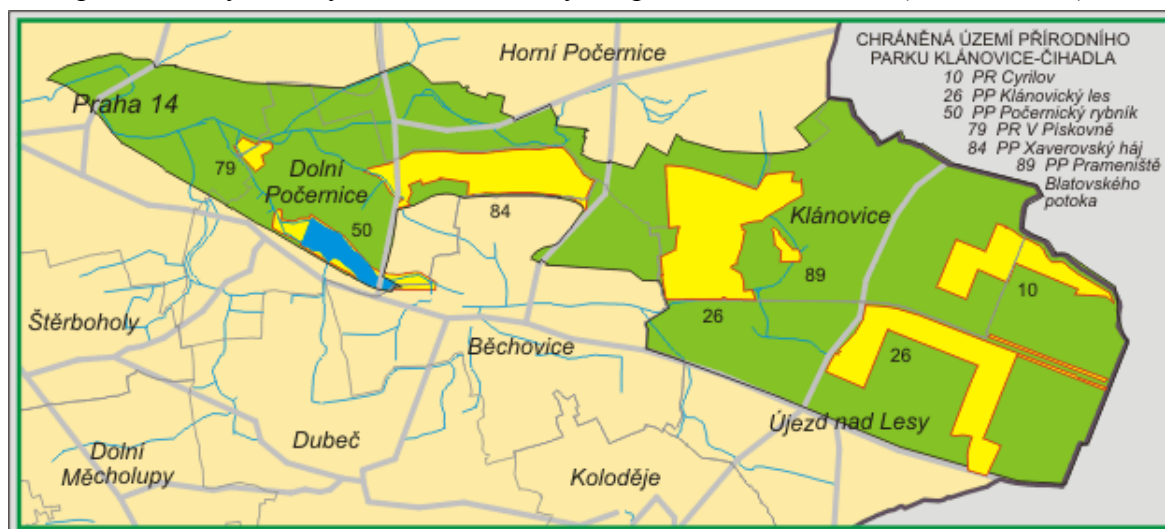 CHRÁNĚNÁ ÚZEMÍ PŘÍRODNÍHO
PARKU KLÁNOVICE-ČIHADLA
10 PR Cyrilov
26 PP Klánovický les
50 PP Počernický rybník
79 PR V Pískovně
84 PP Xaverovský háj
89 PP Prameniště
Blatovského
potoka
Horní Počernice
Praha 14
79
Dolní
Počernice
50
84
Klánovice
89
10
26
26
Štěrboholy
Běchovice
Újezd nad Lesy
Dubeč
Dolní
Měcholupy
Koloděje